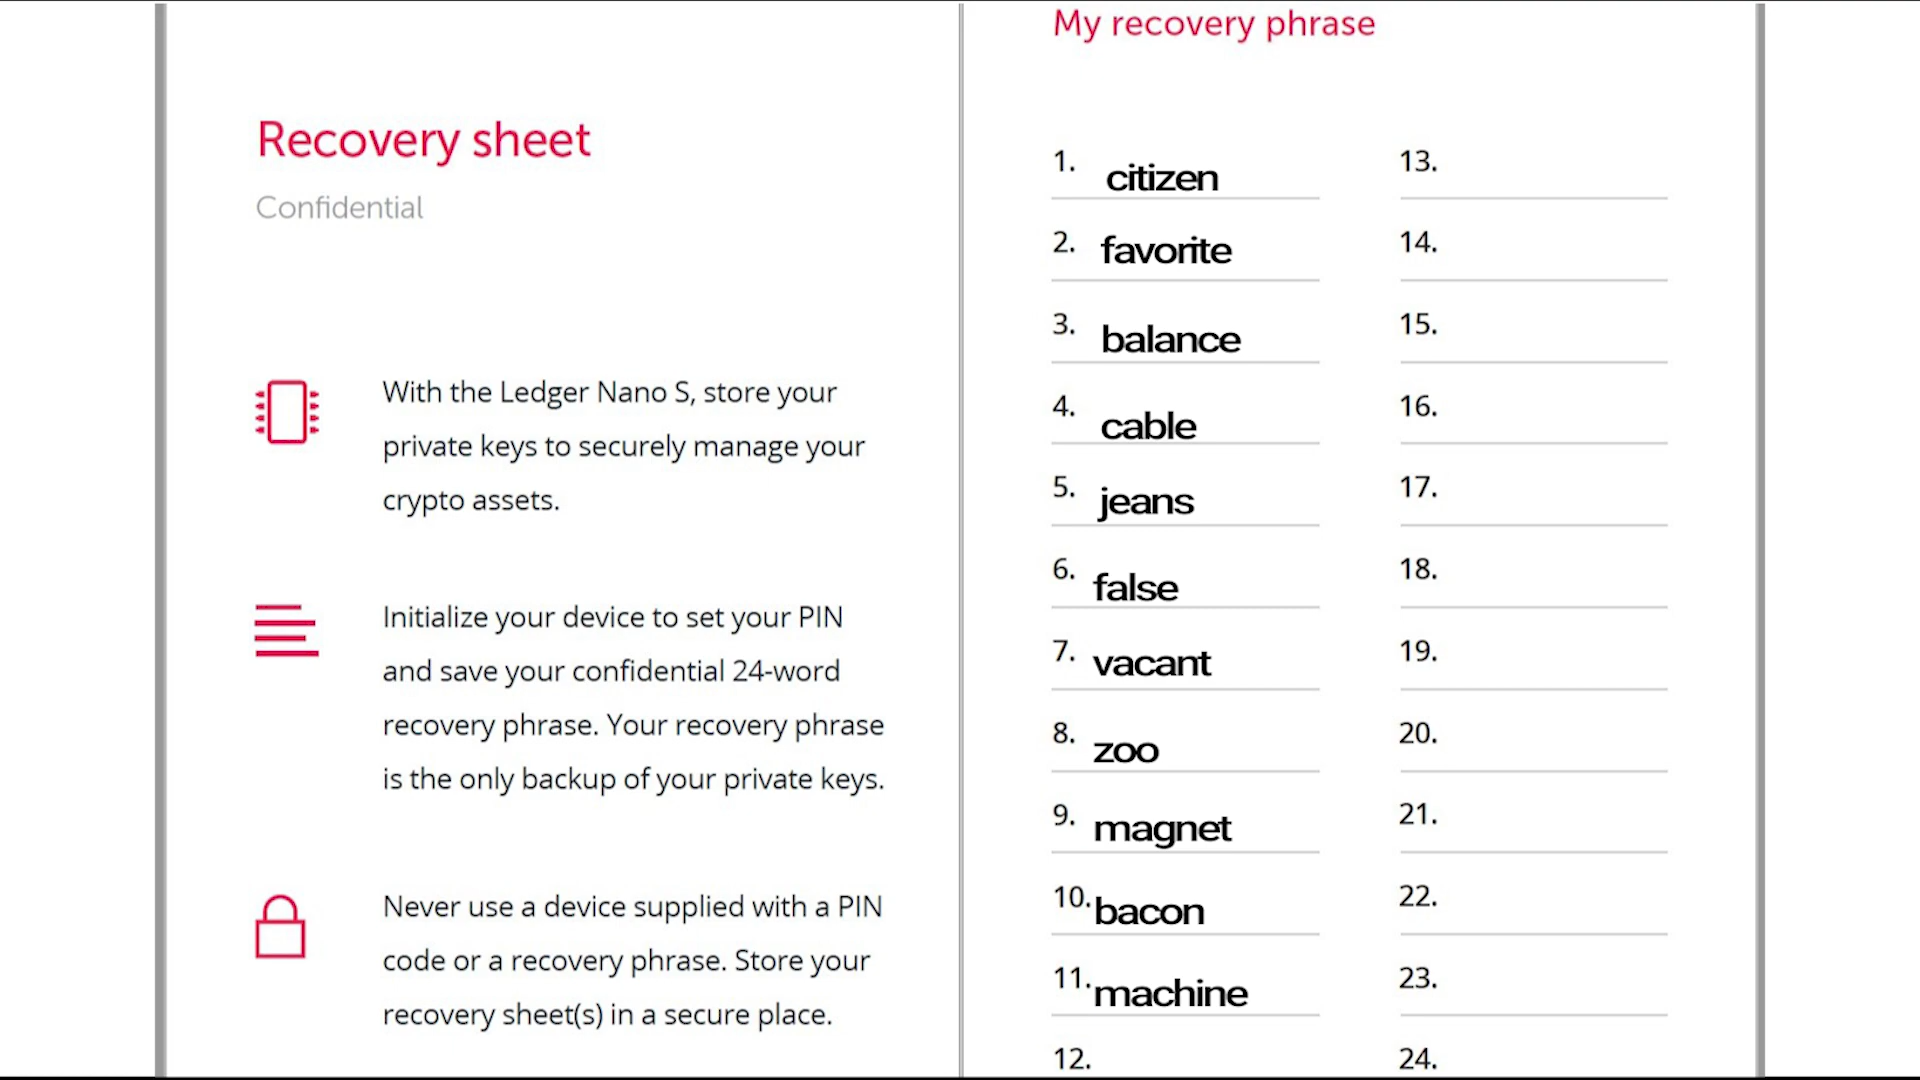 Recovery sheet
Confidential
With the Ledger Nano S, store your
private keys to securely manage your
crypto assets.
Initialize your device to set your PIN
and save your confidential 24-word
recovery phrase. Your recovery phrase
is the only backup of your private keys.
Never use a device supplied with a PIN
code or a recovery phrase. Store your
recovery sheet(s) in a secure place.
My recovery phrase
1. citizen
2. favorite
3. balance
4. cable
5. jeans
6. false
7. vacant
8. zoo
9. magnet
10. bacon
11. machine
12.
13.
14.
15.
16.
17.
18.
19.
20.
21.
22.
23.
24.